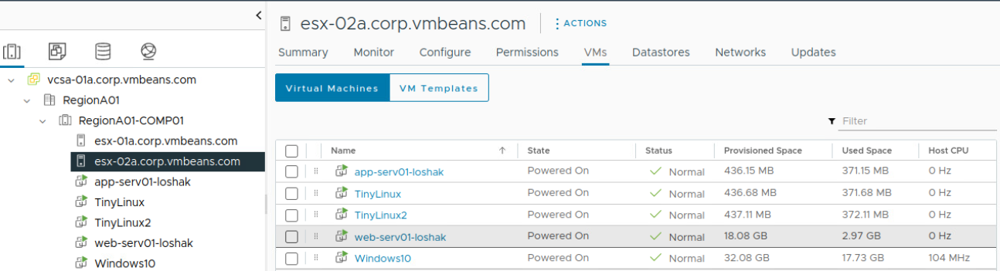 esx-02a.corp.vmbeans.com ACTIONS
Summary Monitor Configure Permissions VMs Datastores Networks Updates
vcsa-01a.corp.vmbeans.com
RegionA01
RegionA01-COMP01
esx-01a.corp.vmbeans.com
esx-02a.corp.vmbeans.com
app-serv01-loshak
TinyLinux
TinyLinux2
web-serv01-loshak
Windows10
Virtual Machines VM Templates
Filter
Name State Status Provisioned Space Used Space Host CPU
app-serv01-loshak Powered On Normal 436.15 MB 371.15 MB 0 Hz
TinyLinux Powered On Normal 436.68 MB 371.68 MB 0 Hz
TinyLinux2 Powered On Normal 437.11 MB 372.11 MB 0 Hz
web-serv01-loshak Powered On Normal 18.08 GB 2.97 GB 0 Hz
Windows10 Powered On Normal 32.08 GB 17.73 GB 104 MHz